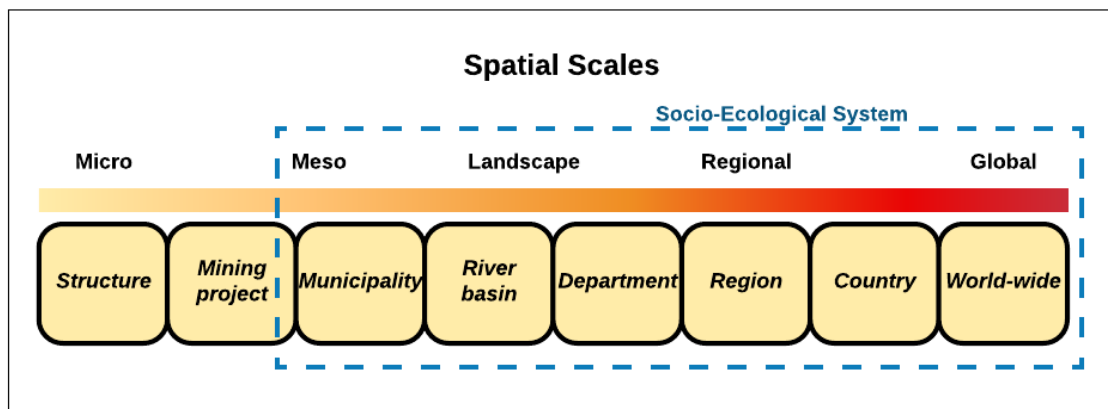 Spatial Scales
Socio-Ecological System
Micro Meso Landscape Regional Global
Structure
Mining
project
Municipality
River
basin
Department
Region
Country
World-wide